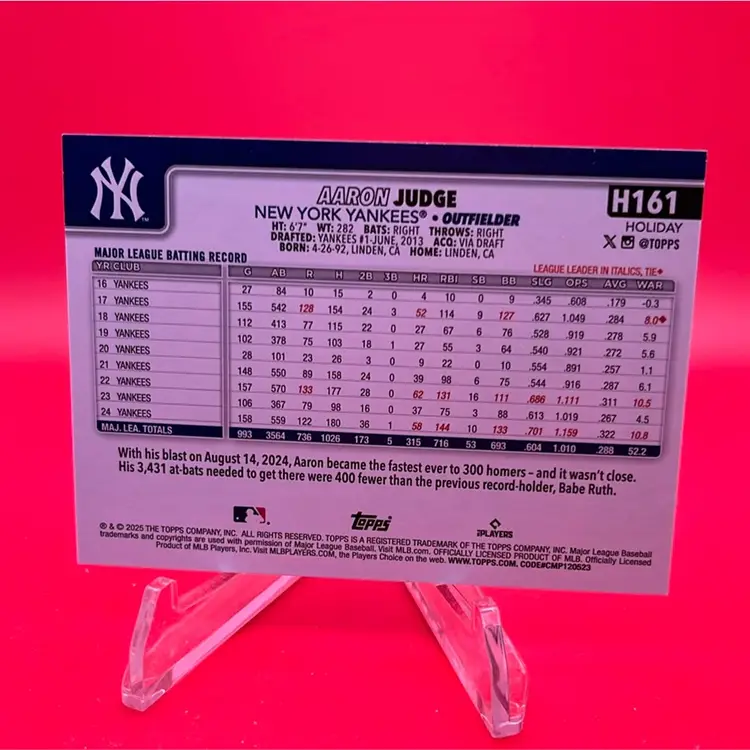 NY
TM
AARON JUDGE
H161
NEW YORK YANKEES® • OUTFIELDER
HOLIDAY
HT: 6'7" WT: 282 BATS: RIGHT THROWS: RIGHT
X @TOPPS
DRAFTED: YANKEES #1-JUNE, 2013 ACQ: VIA DRAFT
BORN: 4-26-92, LINDEN, CA HOME: LINDEN, CA
MAJOR LEAGUE BATTING RECORD
LEAGUE LEADER IN ITALICS, TIE◆
YR CLUB G AB R H 2B 3B HR RBI SB BB SLG OPS AVG WAR
16 YANKEES 27 84 10 15 2 0 4 10 0 9 .345 .608 .179 -0.3
17 YANKEES 155 542 128 154 24 3 52 114 9 127 .627 1.049 .284 8.0◆
18 YANKEES 112 413 77 115 22 0 27 67 6 76 .528 .919 .278 5.9
19 YANKEES 102 378 75 103 18 1 27 55 3 64 .540 .921 .272 5.6
20 YANKEES 28 101 23 26 3 0 9 22 0 10 .554 .891 .257 1.1
21 YANKEES 148 550 89 158 24 0 39 98 6 75 .544 .916 .287 6.1
22 YANKEES 157 570 133 177 28 0 62 131 16 111 .686 1.111 .311 10.5
23 YANKEES 106 367 79 98 16 0 37 75 3 88 .613 1.019 .267 4.5
24 YANKEES 158 559 122 180 36 1 58 144 10 133 .701 1.159 .322 10.8
MAJ. LEA. TOTALS 993 3564 736 1026 173 5 315 716 53 693 .604 1.010 .288 52.2
With his blast on August 14, 2024, Aaron became the fastest ever to 300 homers – and it wasn't close.
His 3,431 at-bats needed to get there were 400 fewer than the previous record-holder, Babe Ruth.
Topps
PLAYERS
® & © 2025 THE TOPPS COMPANY, INC. ALL RIGHTS RESERVED. TOPPS IS A REGISTERED TRADEMARK OF THE TOPPS COMPANY, INC. Major League Baseball
trademarks and copyrights are used with permission of Major League Baseball. Visit MLB.com. OFFICIALLY LICENSED PRODUCT OF MLB. Officially Licensed
Product of MLB Players, Inc. Visit MLBPLAYERS.COM, the Players Choice on the web. WWW.TOPPS.COM. CODE#CMP120523